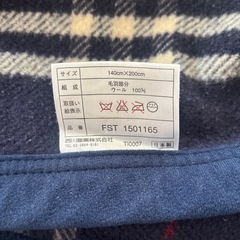 サイズ 140cm×200cm
組成 毛羽部分
ウール 100%
取扱い
絵表示
品番 FST 1501165
西川産業株式会社
T10007 日本製